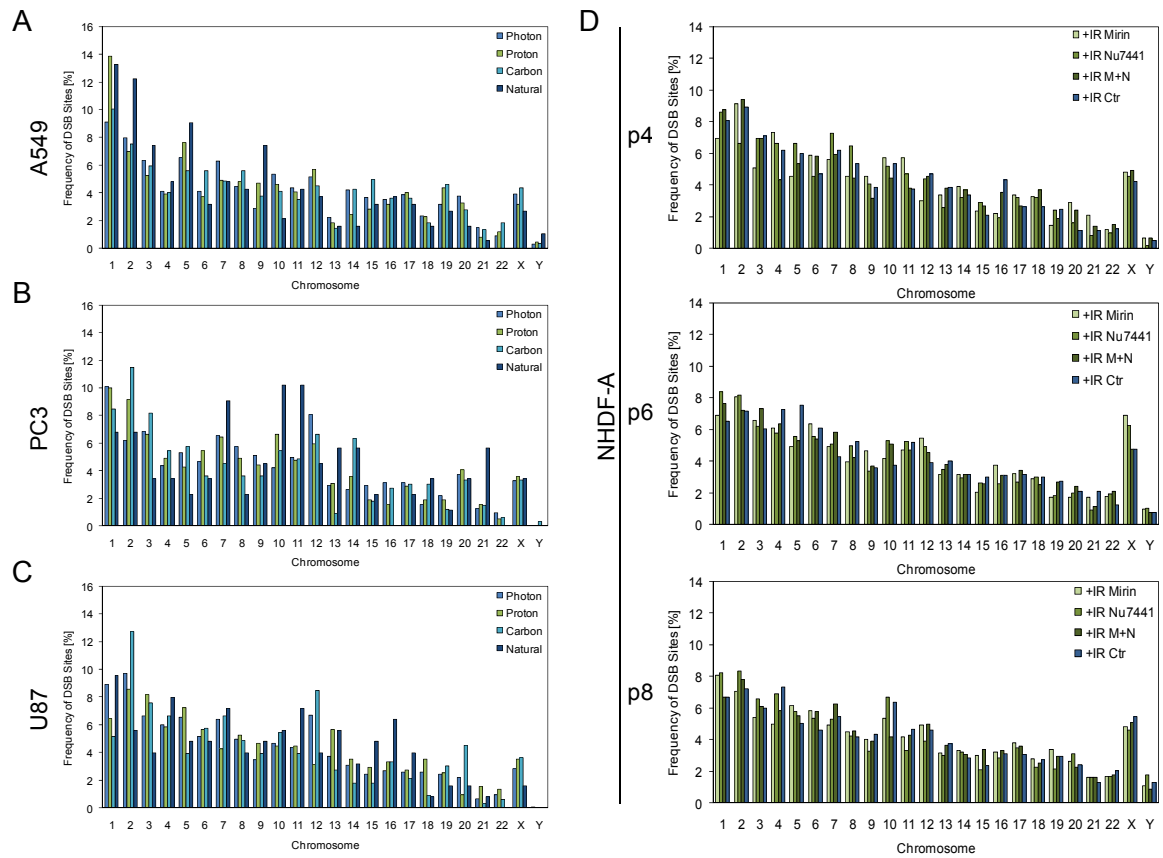 A
A549
Frequency of DSB Sites [%]
16
14
12
10
8
6
4
2
0
Photon
Proton
Carbon
Natural
1 2 3 4 5 6 7 8 9 10 11 12 13 14 15 16 17 18 19 20 21 22 X Y
Chromosome
B
PC3
Frequency of DSB Sites [%]
16
14
12
10
8
6
4
2
0
Photon
Proton
Carbon
Natural
1 2 3 4 5 6 7 8 9 10 11 12 13 14 15 16 17 18 19 20 21 22 X Y
Chromosome
C
U87
Frequency of DSB Sites [%]
16
14
12
10
8
6
4
2
0
Photon
Proton
Carbon
Natural
1 2 3 4 5 6 7 8 9 10 11 12 13 14 15 16 17 18 19 20 21 22 X Y
Chromosome
D
NHDF-A
p4
Frequency of DSB Sites [%]
14
12
10
8
6
4
2
0
+IR Mirin
+IR Nu7441
+IR M+N
+IR Ctr
1 2 3 4 5 6 7 8 9 10 11 12 13 14 15 16 17 18 19 20 21 22 X Y
Chromosome
p6
Frequency of DSB Sites [%]
14
12
10
8
6
4
2
0
+IR Mirin
+IR Nu7441
+IR M+N
+IR Ctr
1 2 3 4 5 6 7 8 9 10 11 12 13 14 15 16 17 18 19 20 21 22 X Y
Chromosome
p8
Frequency of DSB Sites [%]
14
12
10
8
6
4
2
0
+IR Mirin
+IR Nu7441
+IR M+N
+IR Ctr
1 2 3 4 5 6 7 8 9 10 11 12 13 14 15 16 17 18 19 20 21 22 X Y
Chromosome